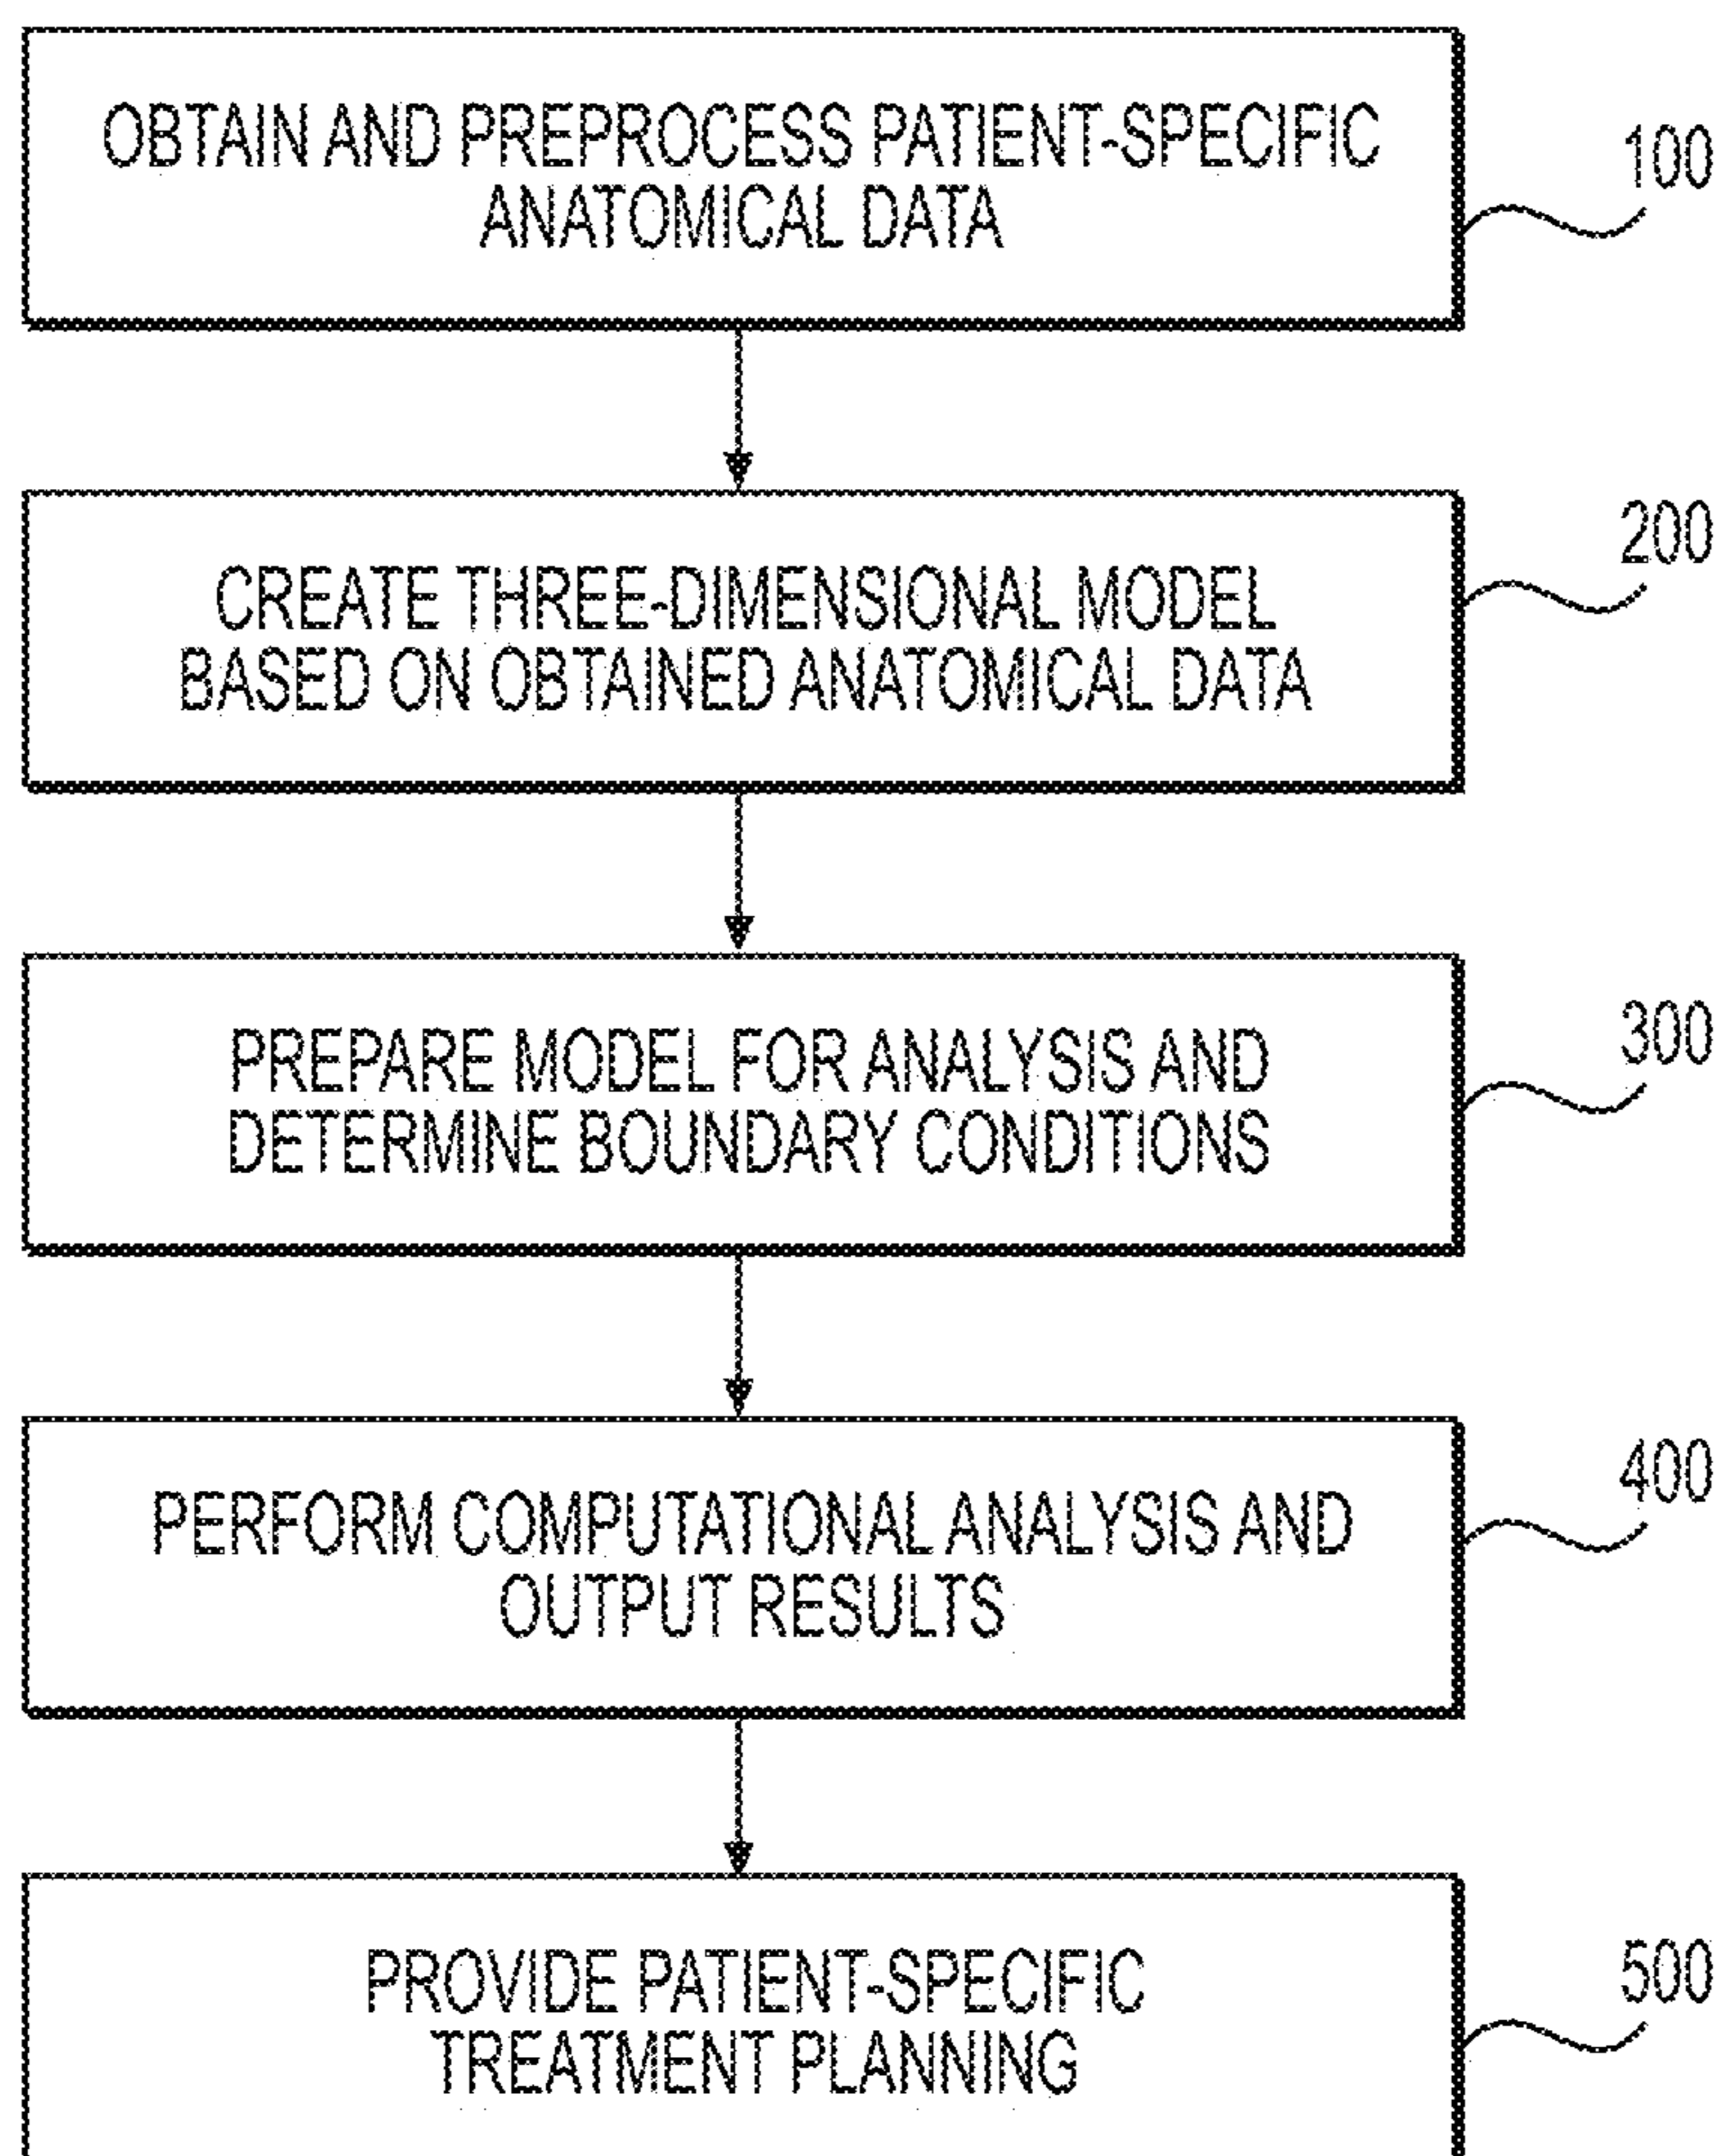 OBTAIN AND PREPROCESS PATIENT-SPECIFIC
ANATOMICAL DATA
100
CREATE THREE-DIMENSIONAL MODEL
BASED ON OBTAINED ANATOMICAL DATA
200
PREPARE MODEL FOR ANALYSIS AND
DETERMINE BOUNDARY CONDITIONS
300
PERFORM COMPUTATIONAL ANALYSIS AND
OUTPUT RESULTS
400
PROVIDE PATIENT-SPECIFIC
TREATMENT PLANNING
500